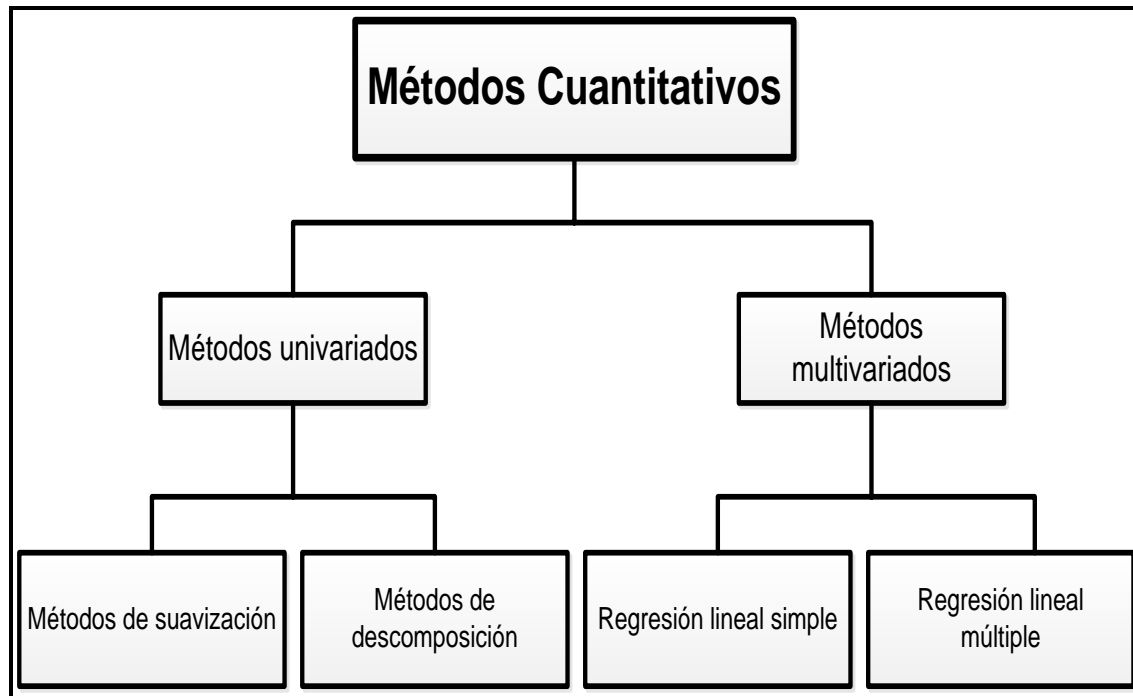 Métodos Cuantitativos
Métodos univariados
Métodos
multivariados
Métodos de suavización
Métodos de
descomposición
Regresión lineal simple
Regresión lineal
múltiple